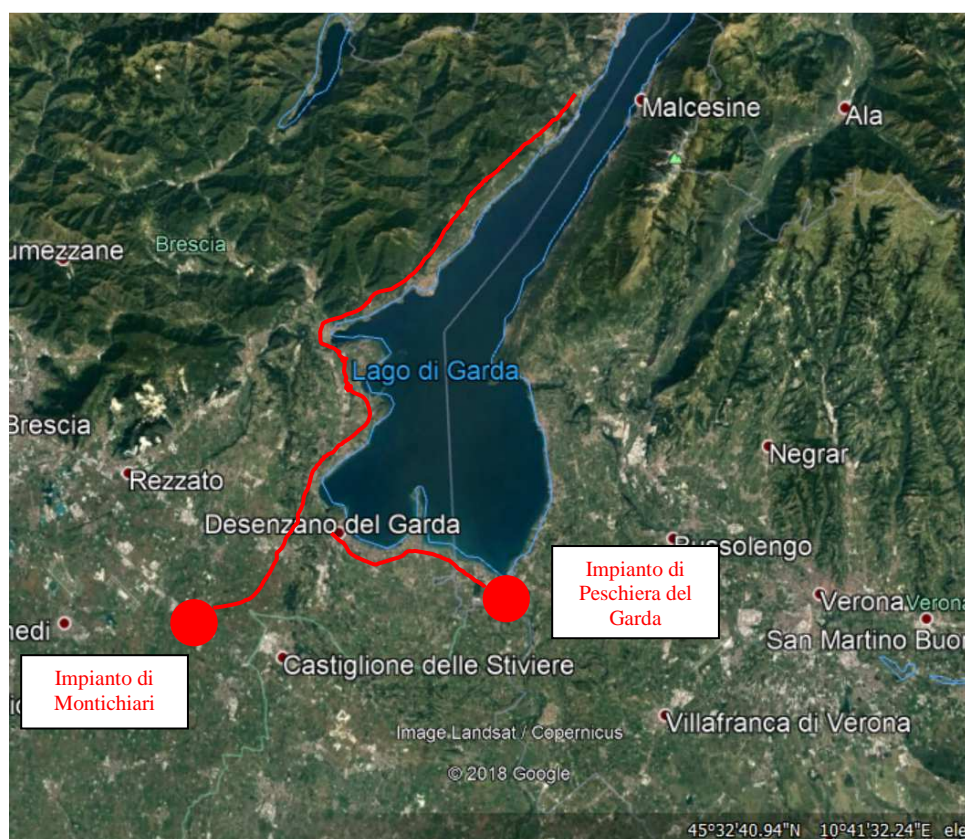 Malcesine
Ala
umezzane
Brescia
Lago di Garda
Brescia
Rezzato
Negrar
Desenzano del Garda
Bussolengo
Impianto di
Peschiera del
Garda
Verona
Verona
San Martino Buon
nedi
Impianto di
Montichiari
Castiglione delle Stiviere
Villafranca di Verona
Image Landsat / Copernicus
© 2018 Google
45°32'40.94"N 10°41'32.24"E ele